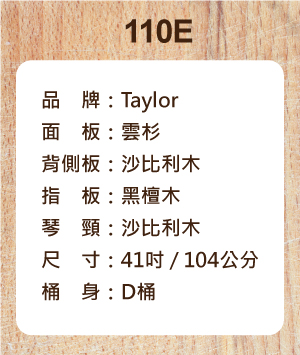 110E
品　牌：Taylor
面　板：雲杉
背側板：沙比利木
指　板：黑檀木
琴　頸：沙比利木
尺　寸：41吋 / 104公分
桶　身：D桶